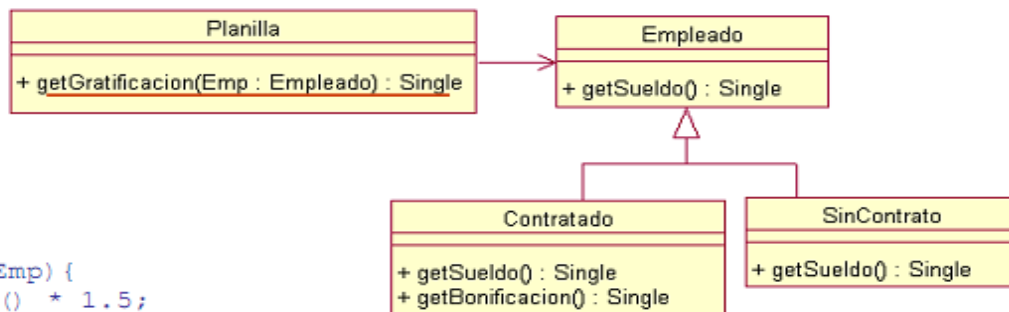 Planilla
+ getGratificacion(Emp : Empleado) : Single
Empleado
+ getSueldo() : Single
Contratado
+ getSueldo() : Single
+ getBonificacion() : Single
SinContrato
+ getSueldo() : Single
Emp) {
() * 1.5;